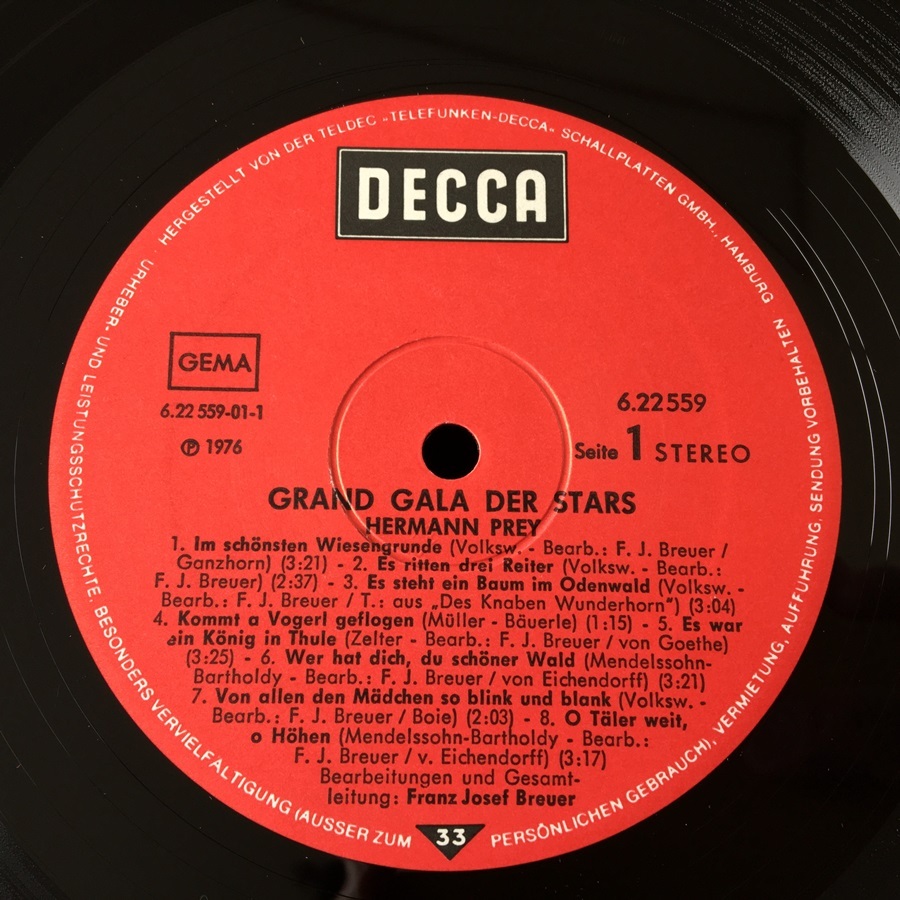 HERGESTELLT VON DER TELDEC »TELEFUNKEN-DECCA« SCHALLPLATTEN GMBH., HAMBURG
URHEBER- UND LEISTUNGSSCHUTZRECHTE, BESONDERS VERVIELFÄLTIGUNG (AUSSER ZUM PERSÖNLICHEN GEBRAUCH), VERMIETUNG, AUFFÜHRUNG, SENDUNG VORBEHALTEN
DECCA
GEMA
6.22 559-01-1
℗ 1976
6.22559
Seite 1 STEREO
GRAND GALA DER STARS
HERMANN PREY
1. Im schönsten Wiesengrunde (Volksw. - Bearb.: F. J. Breuer /
Ganzhorn) (3:21) - 2. Es ritten drei Reiter (Volksw. - Bearb.:
F. J. Breuer) (2:37) - 3. Es steht ein Baum im Odenwald (Volksw. -
Bearb.: F. J. Breuer / T.: aus „Des Knaben Wunderhorn") (3:04)
4. Kommt a Vogerl geflogen (Müller - Bäuerle) (1:15) - 5. Es war
ein König in Thule (Zelter - Bearb.: F. J. Breuer / von Goethe)
(3:25) - 6. Wer hat dich, du schöner Wald (Mendelssohn-
Bartholdy - Bearb.: F. J. Breuer / von Eichendorff) (3:21)
7. Von allen den Mädchen so blink und blank (Volksw. -
Bearb.: F. J. Breuer / Boie) (2:03) - 8. O Täler weit,
o Höhen (Mendelssohn-Bartholdy - Bearb.:
F. J. Breuer / v. Eichendorff) (3:17)
Bearbeitungen und Gesamt-
leitung: Franz Josef Breuer
33